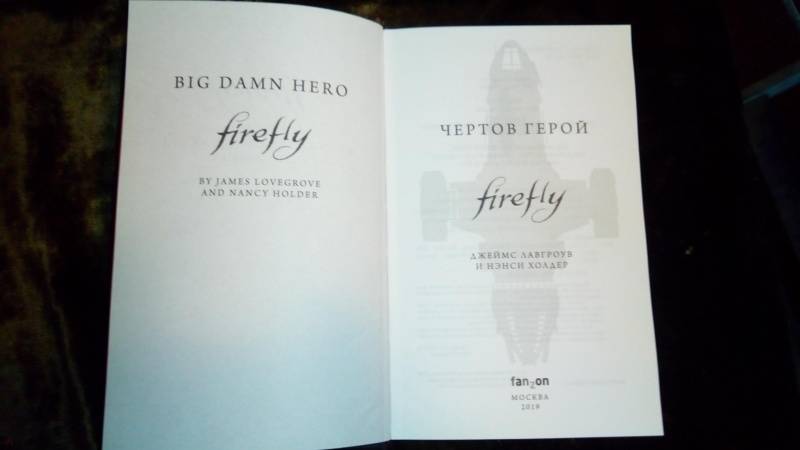 BIG DAMN HERO
firefly
BY JAMES LOVEGROVE
AND NANCY HOLDER
ЧЕРТОВ ГЕРОЙ
firefly
ДЖЕЙМС ЛАВГРОУВ
И НЭНСИ ХОЛДЕР
fanzon
МОСКВА
2019